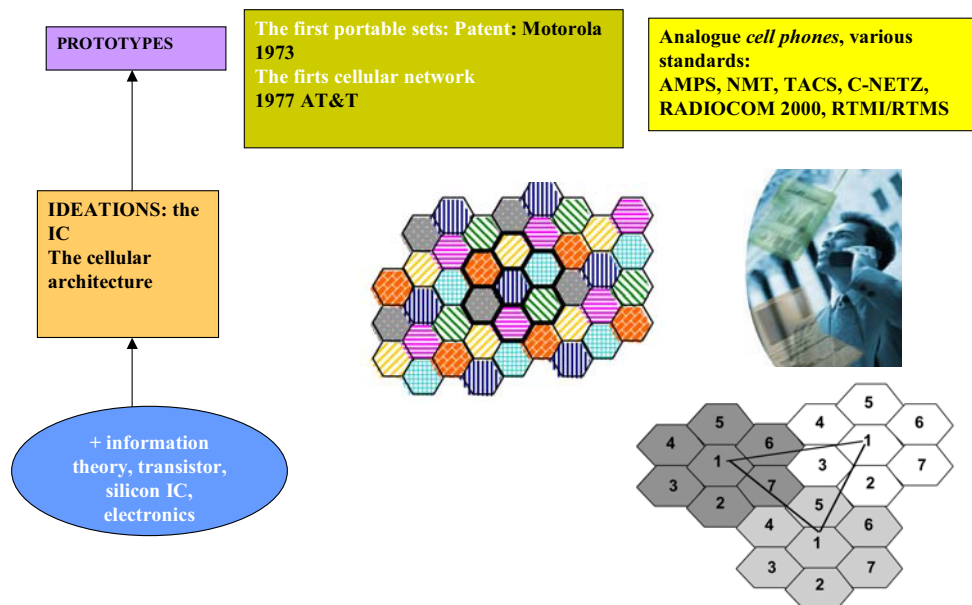 PROTOTYPES
The first portable sets: Patent: Motorola
1973
The firts cellular network
1977 AT&T
Analogue cell phones, various
standards:
AMPS, NMT, TACS, C-NETZ,
RADIOCOM 2000, RTMI/RTMS
IDEATIONS: the
IC
The cellular
architecture
+ information
theory, transistor,
silicon IC,
electronics
5
4
6
5
1
4
6
3
7
1
2
3
7
5
2
4
6
1
3
7
2